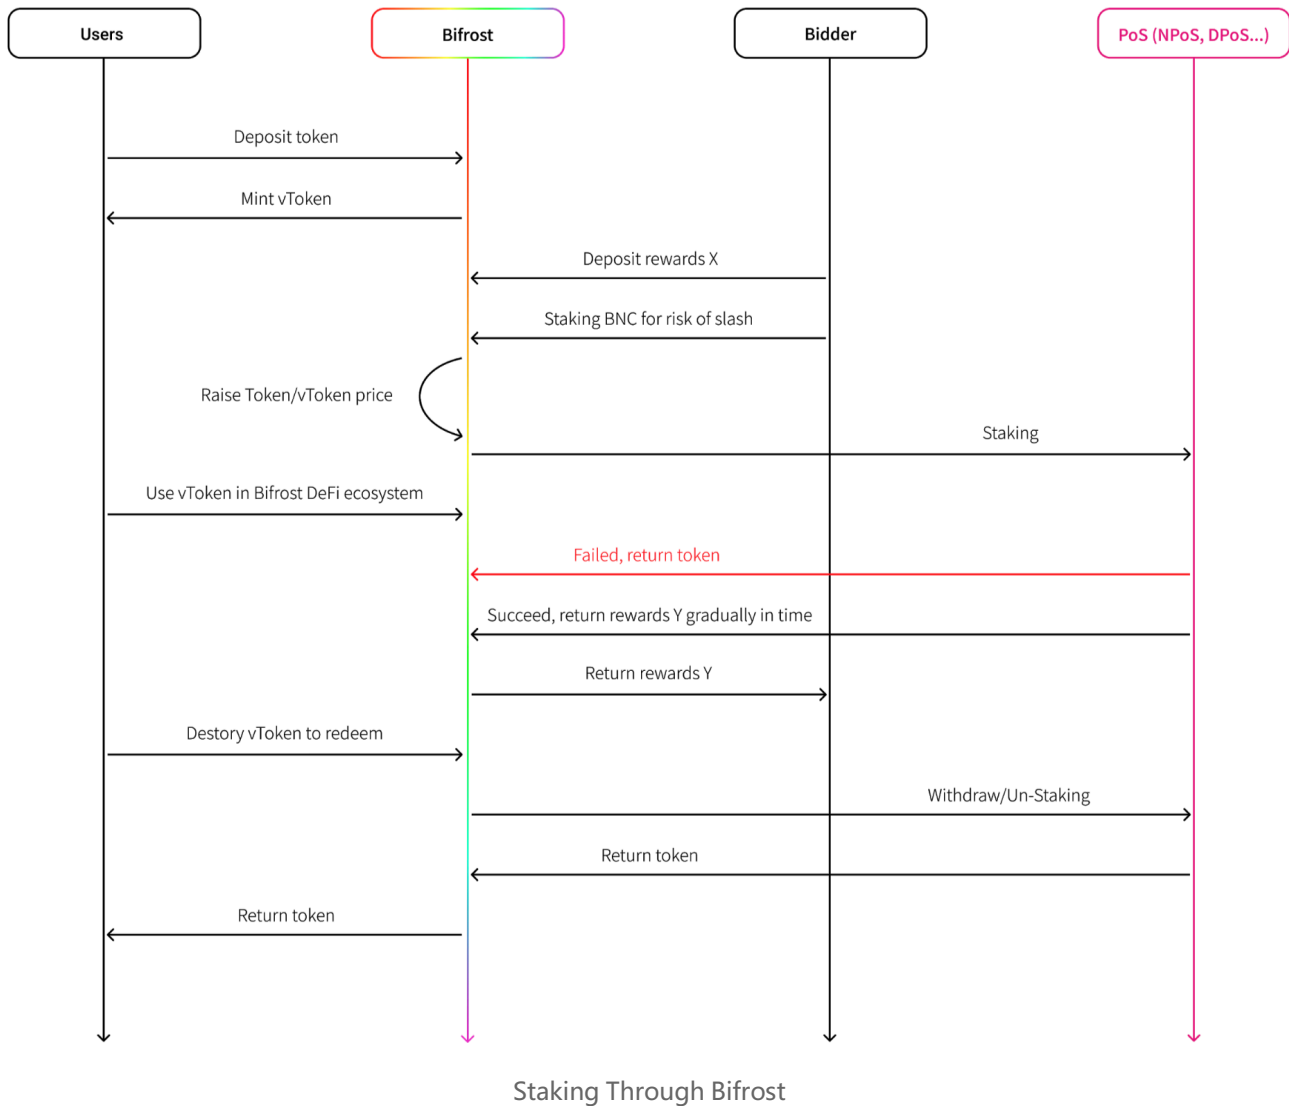 Users
Bifrost
Bidder
PoS (NPoS, DPoS...)
Deposit token
Mint vToken
Deposit rewards X
Staking BNC for risk of slash
Raise Token/vToken price
Staking
Use vToken in Bifrost DeFi ecosystem
Failed, return token
Succeed, return rewards Y gradually in time
Return rewards Y
Destory vToken to redeem
Withdraw/Un-Staking
Return token
Return token
Staking Through Bifrost